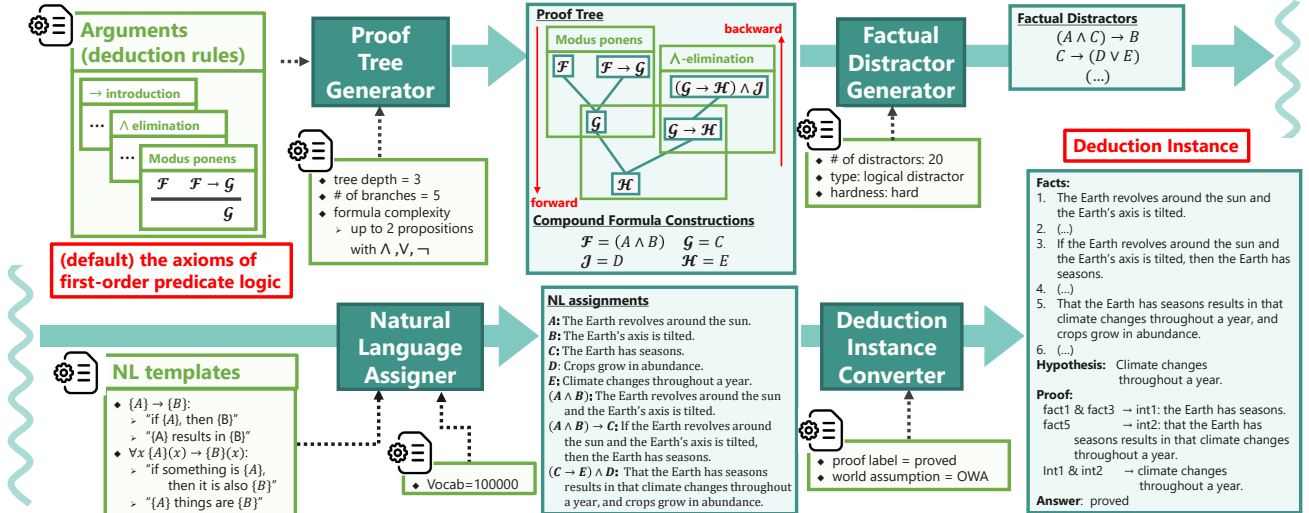 Arguments
(deduction rules)
→ introduction
...
∧ elimination
...
Modus ponens
ℱ ℱ → 𝒢
𝒢
(default) the axioms of
first-order predicate logic
Proof
Tree
Generator
◆ tree depth = 3
◆ # of branches = 5
◆ formula complexity
➢ up to 2 propositions
with ∧ ,∨, ¬
Proof Tree
Modus ponens
backward
ℱ
ℱ → 𝒢
∧-elimination
(𝒢 → ℋ) ∧ 𝒥
𝒢
𝒢 → ℋ
ℋ
forward
Compound Formula Constructions
ℱ = (A ∧ B) 𝒢 = C
𝒥 = D ℋ = E
Factual
Distractor
Generator
◆ # of distractors: 20
◆ type: logical distractor
◆ hardness: hard
Factual Distractors
(A ∧ C) → B
C → (D ∨ E)
(...)
NL templates
◆ {A} → {B}:
➢ "if {A}, then {B}"
➢ "{A} results in {B}"
◆ ∀x {A}(x) → {B}(x):
➢ "if something is {A},
then it is also {B}"
➢ "{A} things are {B}"
Natural
Language
Assigner
◆ Vocab=100000
NL assignments
A: The Earth revolves around the sun.
B: The Earth's axis is tilted.
C: The Earth has seasons.
D: Crops grow in abundance.
E: Climate changes throughout a year.
(A ∧ B): The Earth revolves around the sun
and the Earth's axis is tilted.
(A ∧ B) → C: If the Earth revolves around
the sun and the Earth's axis is tilted,
then the Earth has seasons.
(C → E) ∧ D: That the Earth has seasons
results in that climate changes throughout
a year, and crops grow in abundance.
Deduction
Instance
Converter
◆ proof label = proved
◆ world assumption = OWA
Deduction Instance
Facts:
1. The Earth revolves around the sun and
the Earth's axis is tilted.
2. (...)
3. If the Earth revolves around the sun and
the Earth's axis is tilted, then the Earth has
seasons.
4. (...)
5. That the Earth has seasons results in that
climate changes throughout a year, and
crops grow in abundance.
6. (...)
Hypothesis: Climate changes
throughout a year.
Proof:
fact1 & fact3 → int1: the Earth has seasons.
fact5 → int2: that the Earth has
seasons results in that climate changes
throughout a year.
Int1 & int2 → climate changes
throughout a year.
Answer: proved